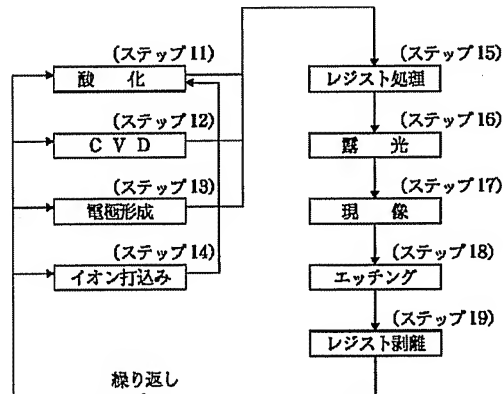 (ステップ11)
酸 化
(ステップ12)
C V D
(ステップ13)
電極形成
(ステップ14)
イオン打込み
(ステップ15)
レジスト処理
(ステップ16)
露 光
(ステップ17)
現 像
(ステップ18)
エッチング
(ステップ19)
レジスト剥離
繰り返し